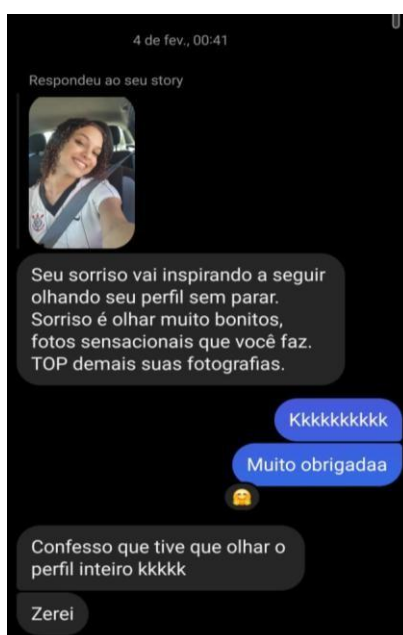 4 de fev., 00:41
Respondeu ao seu story
Seu sorriso vai inspirando a seguir
olhando seu perfil sem parar.
Sorriso é olhar muito bonitos,
fotos sensacionais que você faz.
TOP demais suas fotografias.
Kkkkkkkkkk
Muito obrigadaa
🤗
Confesso que tive que olhar o
perfil inteiro kkkkk
Zerei